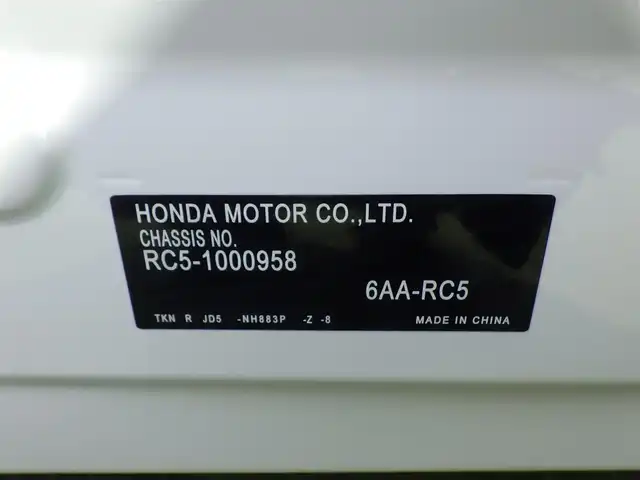 HONDA MOTOR CO.,LTD.
CHASSIS NO.
RC5-1000958
6AA-RC5
TKN R JD5 -NH883P -Z -8 MADE IN CHINA